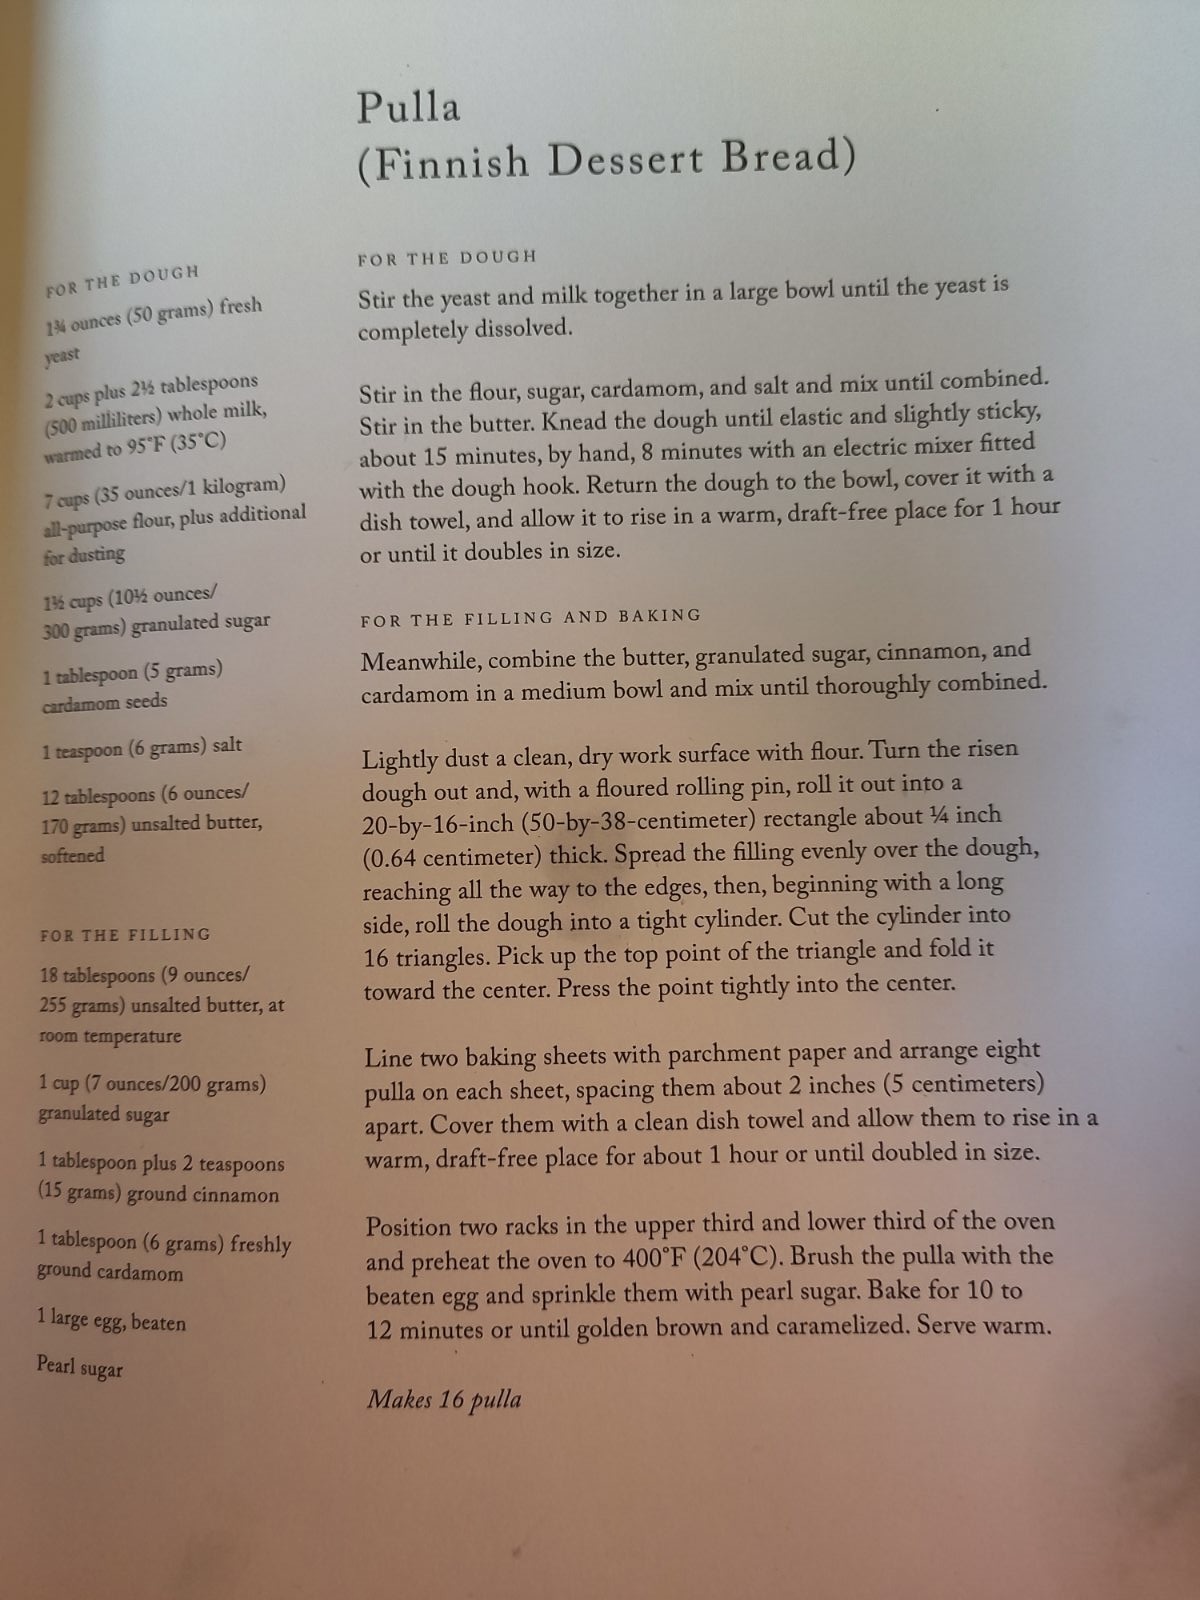 Pulla
(Finnish Dessert Bread)
FOR THE DOUGH
1¾ ounces (50 grams) fresh
yeast
2 cups plus 2½ tablespoons
(500 milliliters) whole milk,
warmed to 95°F (35°C)
7 cups (35 ounces/1 kilogram)
all-purpose flour, plus additional
for dusting
1½ cups (10½ ounces/
300 grams) granulated sugar
1 tablespoon (5 grams)
cardamom seeds
1 teaspoon (6 grams) salt
12 tablespoons (6 ounces/
170 grams) unsalted butter,
softened
FOR THE FILLING
18 tablespoons (9 ounces/
255 grams) unsalted butter, at
room temperature
1 cup (7 ounces/200 grams)
granulated sugar
1 tablespoon plus 2 teaspoons
(15 grams) ground cinnamon
1 tablespoon (6 grams) freshly
ground cardamom
1 large egg, beaten
Pearl sugar
FOR THE DOUGH
Stir the yeast and milk together in a large bowl until the yeast is
completely dissolved.
Stir in the flour, sugar, cardamom, and salt and mix until combined.
Stir in the butter. Knead the dough until elastic and slightly sticky,
about 15 minutes, by hand, 8 minutes with an electric mixer fitted
with the dough hook. Return the dough to the bowl, cover it with a
dish towel, and allow it to rise in a warm, draft-free place for 1 hour
or until it doubles in size.
FOR THE FILLING AND BAKING
Meanwhile, combine the butter, granulated sugar, cinnamon, and
cardamom in a medium bowl and mix until thoroughly combined.
Lightly dust a clean, dry work surface with flour. Turn the risen
dough out and, with a floured rolling pin, roll it out into a
20-by-16-inch (50-by-38-centimeter) rectangle about ¼ inch
(0.64 centimeter) thick. Spread the filling evenly over the dough,
reaching all the way to the edges, then, beginning with a long
side, roll the dough into a tight cylinder. Cut the cylinder into
16 triangles. Pick up the top point of the triangle and fold it
toward the center. Press the point tightly into the center.
Line two baking sheets with parchment paper and arrange eight
pulla on each sheet, spacing them about 2 inches (5 centimeters)
apart. Cover them with a clean dish towel and allow them to rise in a
warm, draft-free place for about 1 hour or until doubled in size.
Position two racks in the upper third and lower third of the oven
and preheat the oven to 400°F (204°C). Brush the pulla with the
beaten egg and sprinkle them with pearl sugar. Bake for 10 to
12 minutes or until golden brown and caramelized. Serve warm.
Makes 16 pulla